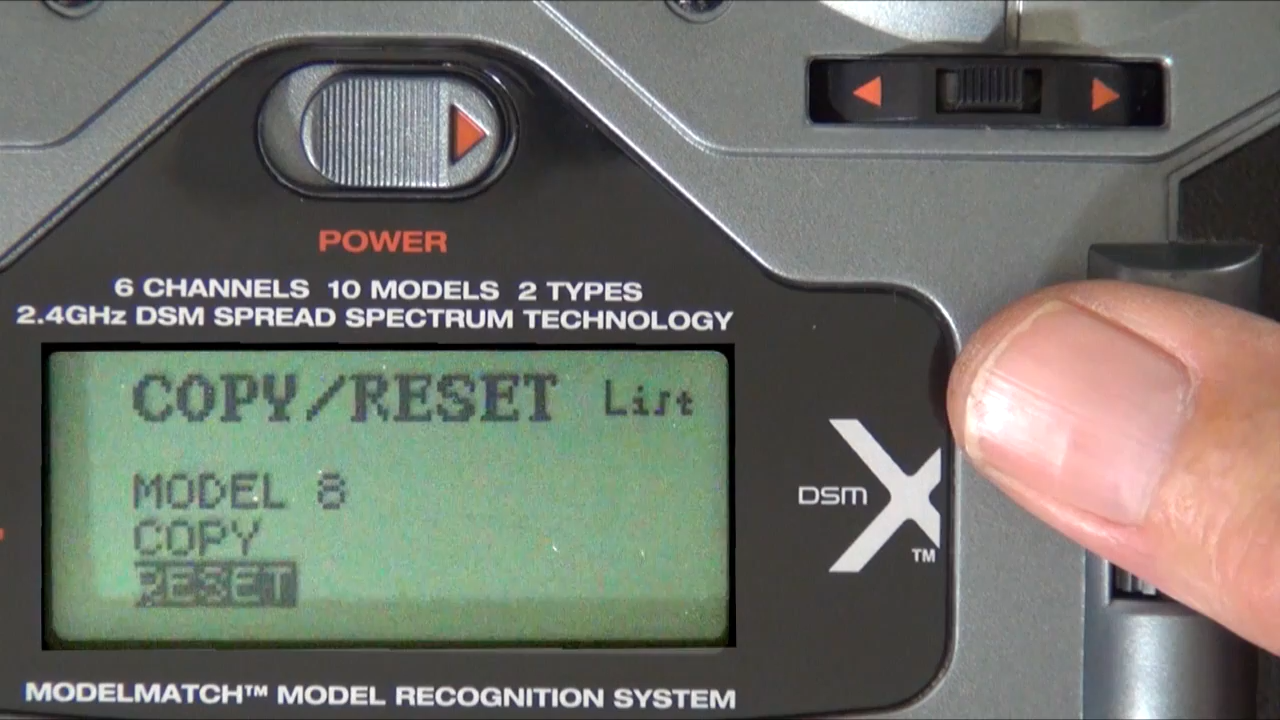 POWER
6 CHANNELS 10 MODELS 2 TYPES
2.4GHz DSM SPREAD SPECTRUM TECHNOLOGY
COPY/RESET List
MODEL 8
COPY
RESET
DSM X ™
MODELMATCH™ MODEL RECOGNITION SYSTEM